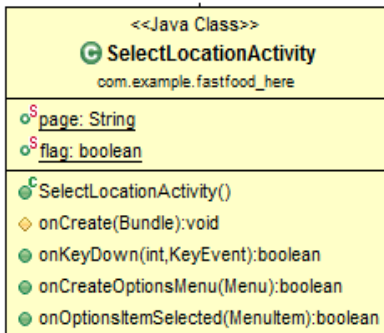 <<Java Class>>
C SelectLocationActivity
com.example.fastfood_here
S page: String
S flag: boolean
C SelectLocationActivity()
onCreate(Bundle):void
onKeyDown(int,KeyEvent):boolean
onCreateOptionsMenu(Menu):boolean
onOptionsItemSelected(MenuItem):boolean